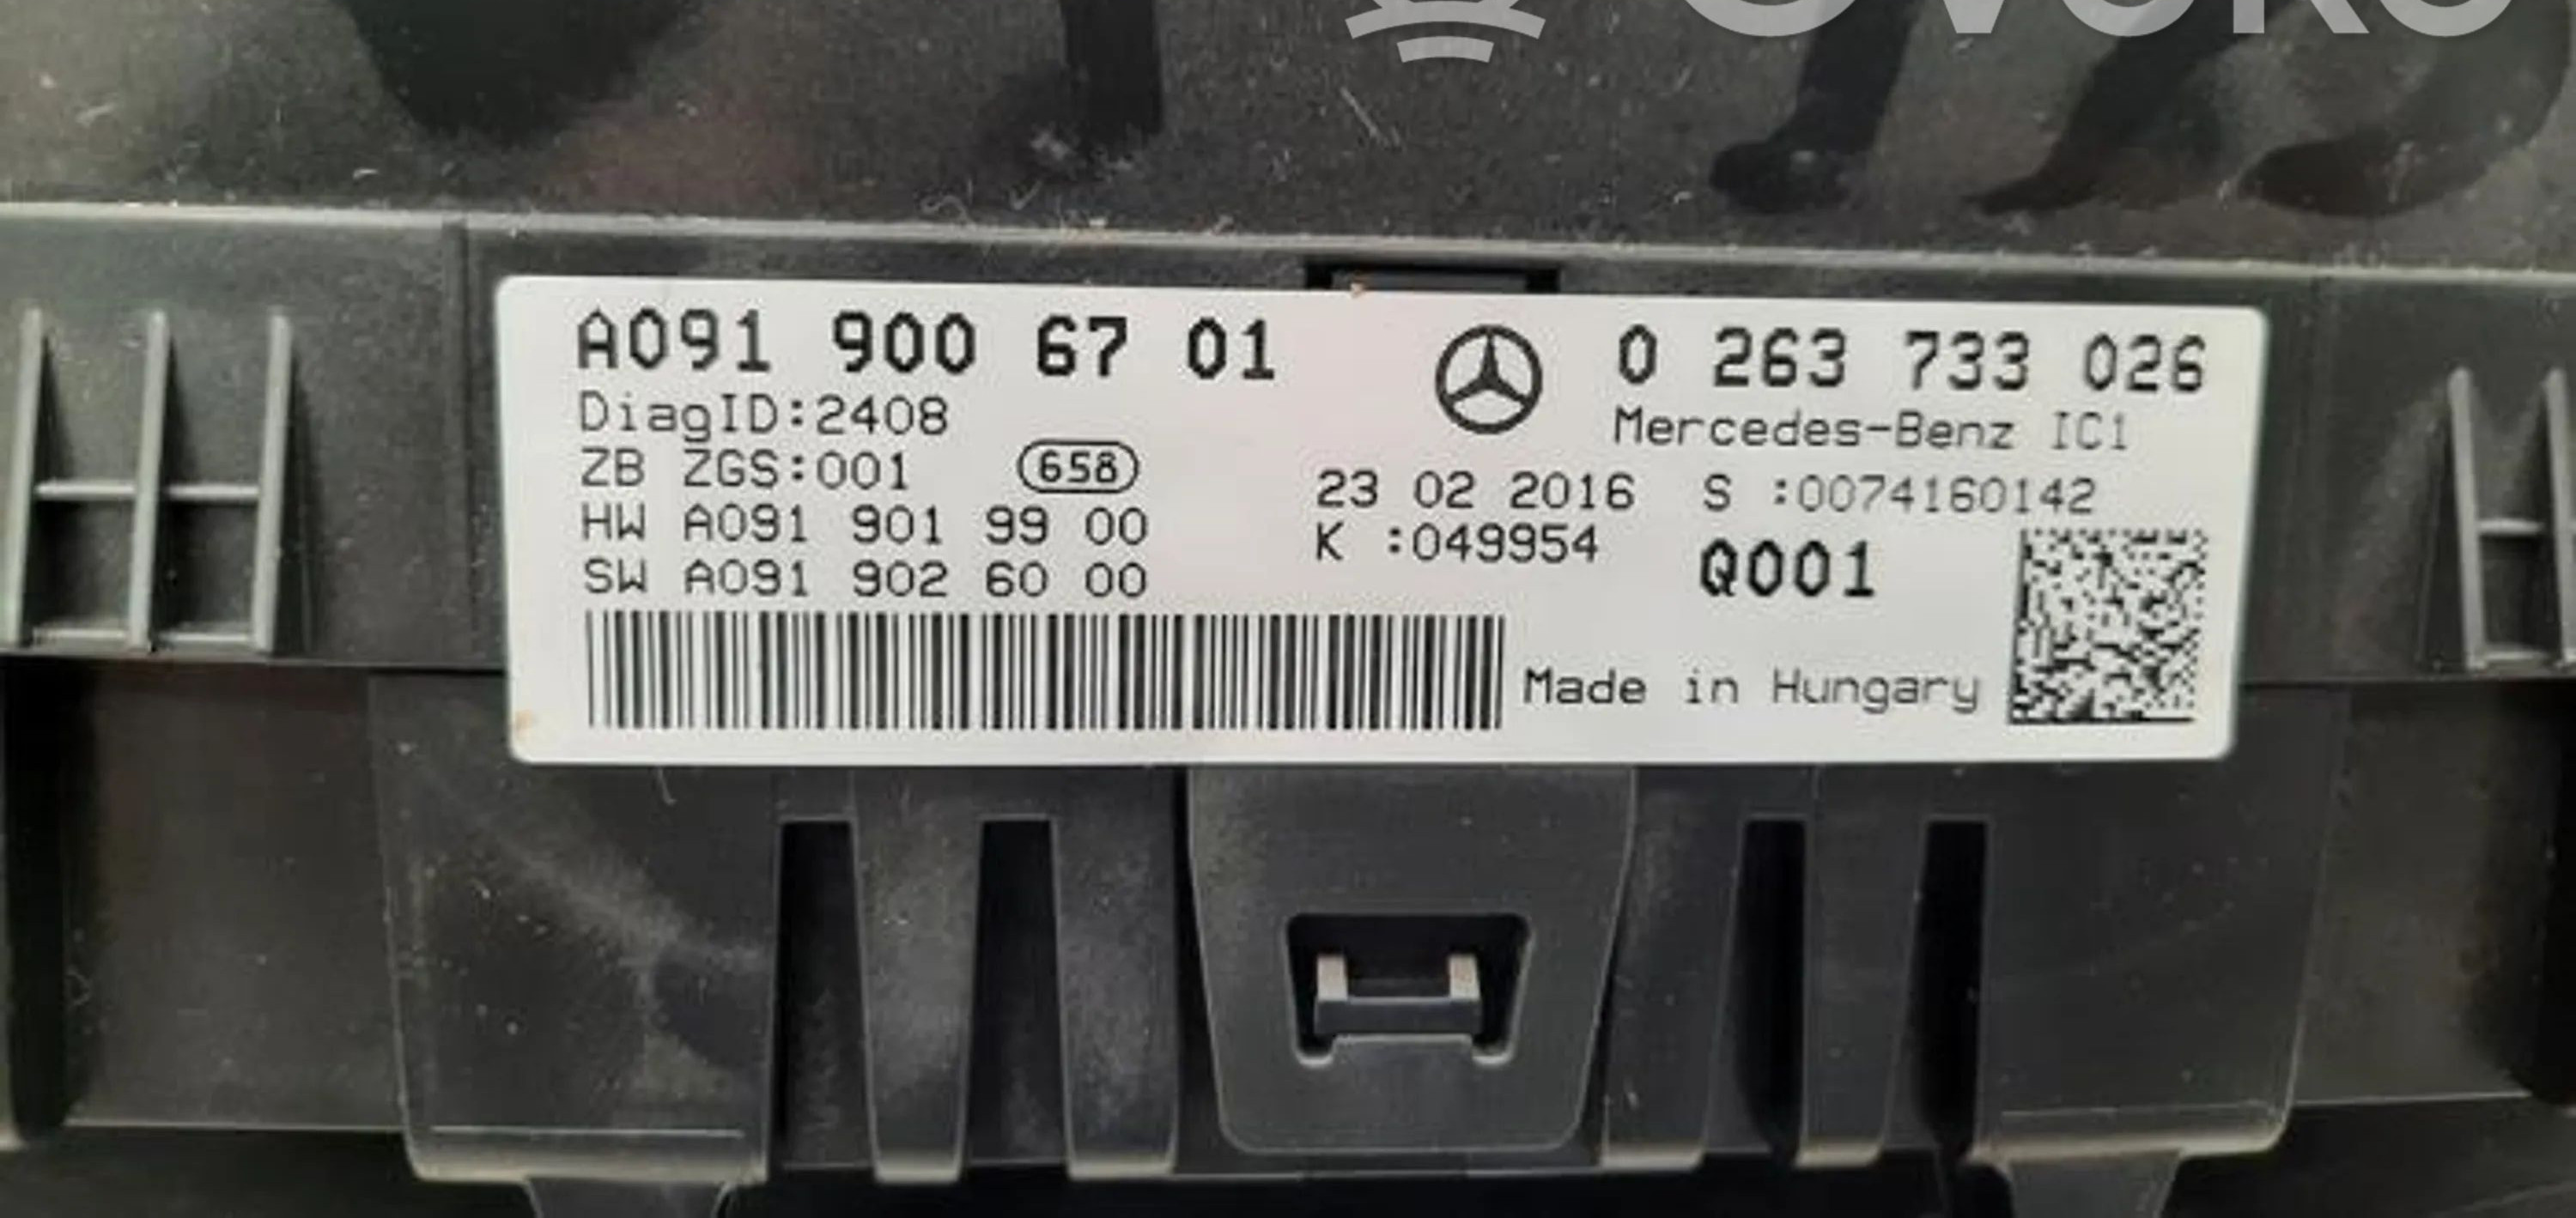 A091 900 67 01
DiagID:2408
ZB ZGS:001 658
HW A091 901 99 00
SW A091 902 60 00
0 263 733 026
Mercedes-Benz IC1
23 02 2016 S :0074160142
K :049954 Q001
Made in Hungary